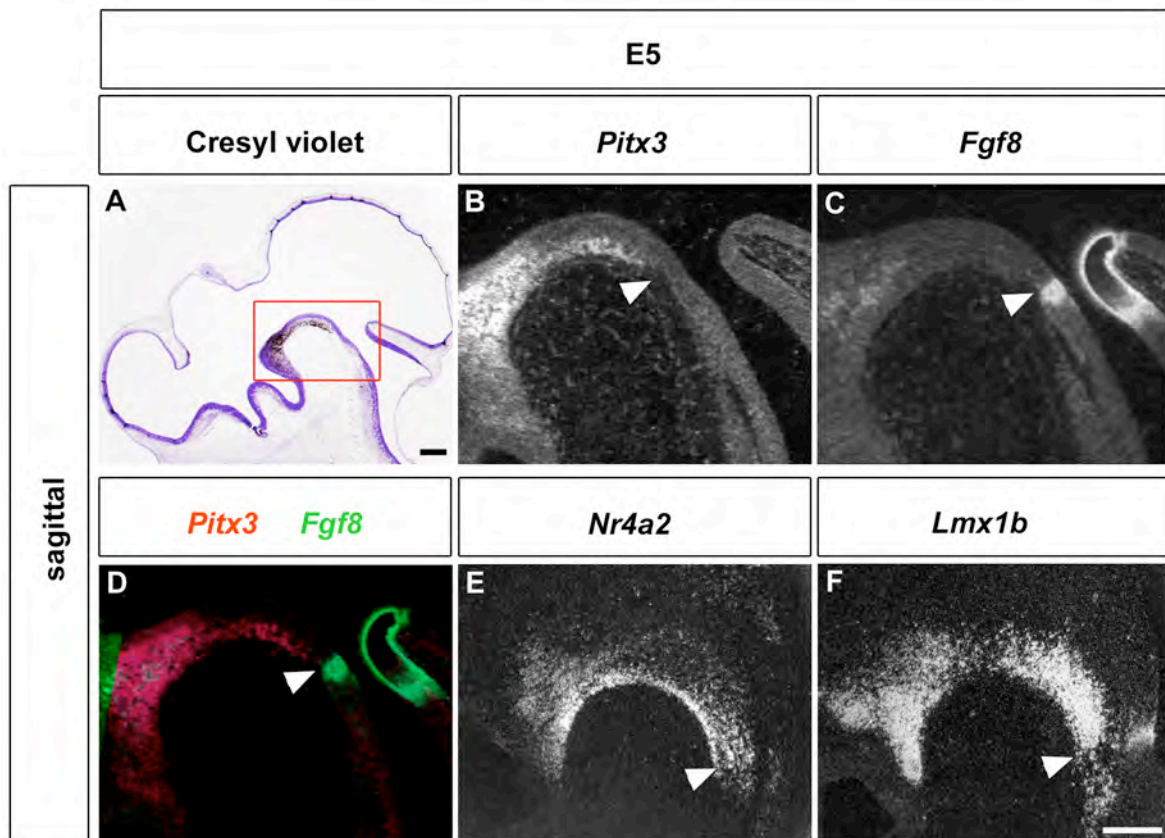 E5
Cresyl violet
Pitx3
Fgf8
sagittal
A
B
C
Pitx3 Fgf8
Nr4a2
Lmx1b
D
E
F